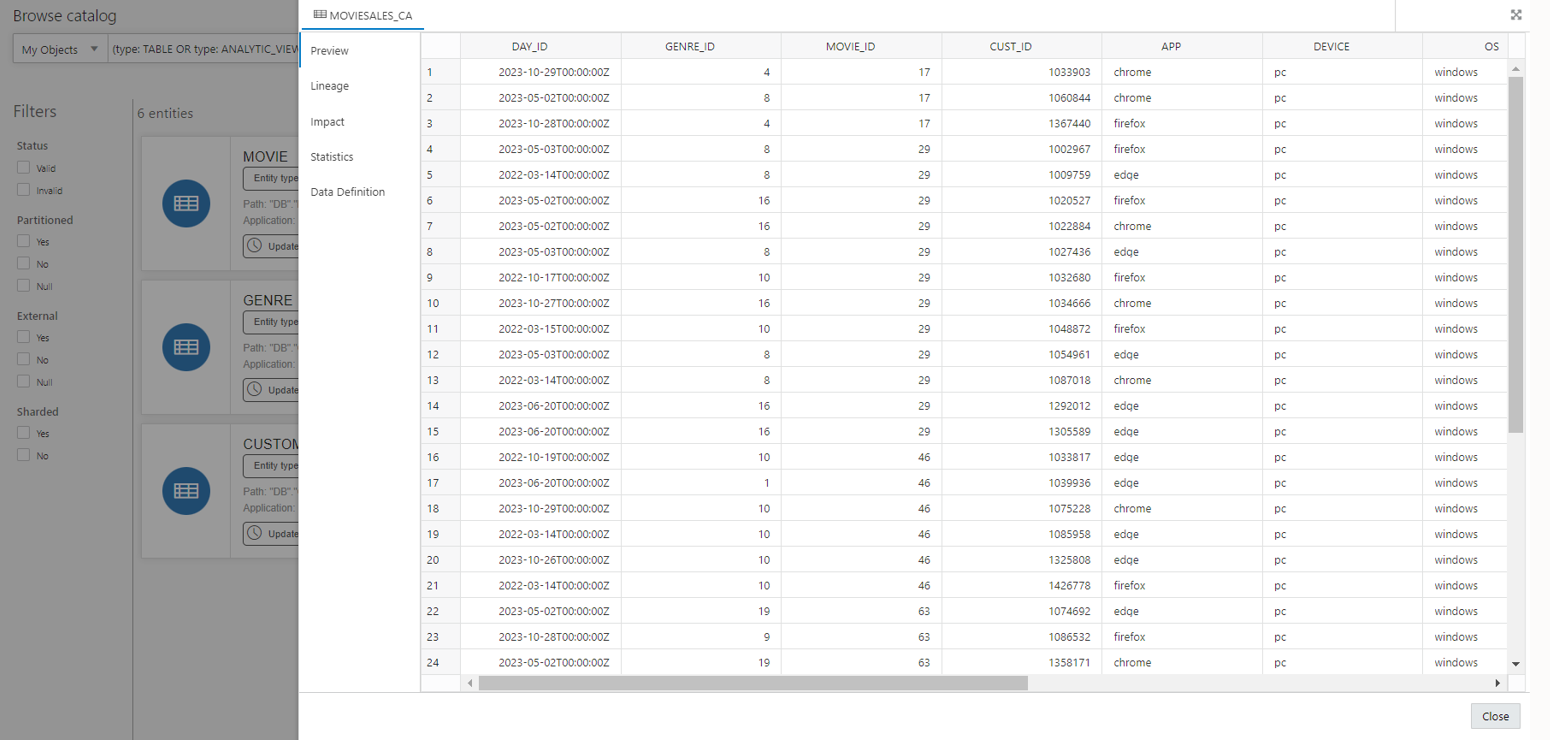 Browse catalog
My Objects
(type: TABLE OR type: ANALYTIC_VIEW
Filters
Status
Valid
Invalid
Partitioned
Yes
No
Null
External
Yes
No
Null
Sharded
Yes
No
6 entities
MOVIE
Entity type
Path: "DB"."
Application:
Update
GENRE
Entity type
Path: "DB"."
Application:
Update
CUSTOM
Entity type
Path: "DB"."
Application:
Update
MOVIESALES_CA
Preview
Lineage
Impact
Statistics
Data Definition
DAY_ID GENRE_ID MOVIE_ID CUST_ID APP DEVICE OS
1 2023-10-29T00:00:00Z 4 17 1033903 chrome pc windows
2 2023-05-02T00:00:00Z 8 17 1060844 chrome pc windows
3 2023-10-28T00:00:00Z 4 17 1367440 firefox pc windows
4 2023-05-03T00:00:00Z 8 29 1002967 firefox pc windows
5 2022-03-14T00:00:00Z 8 29 1009759 edge pc windows
6 2023-05-02T00:00:00Z 16 29 1020527 firefox pc windows
7 2023-05-02T00:00:00Z 16 29 1022884 chrome pc windows
8 2023-05-03T00:00:00Z 8 29 1027436 edge pc windows
9 2022-10-17T00:00:00Z 10 29 1032680 firefox pc windows
10 2023-10-27T00:00:00Z 16 29 1034666 chrome pc windows
11 2022-03-15T00:00:00Z 10 29 1048872 firefox pc windows
12 2023-05-03T00:00:00Z 8 29 1054961 edge pc windows
13 2022-03-14T00:00:00Z 8 29 1087018 chrome pc windows
14 2023-06-20T00:00:00Z 16 29 1292012 edge pc windows
15 2023-06-20T00:00:00Z 16 29 1305589 edge pc windows
16 2022-10-19T00:00:00Z 10 46 1033817 edge pc windows
17 2023-06-20T00:00:00Z 1 46 1039936 edge pc windows
18 2023-10-29T00:00:00Z 10 46 1075228 chrome pc windows
19 2022-03-14T00:00:00Z 10 46 1085958 edge pc windows
20 2023-10-26T00:00:00Z 10 46 1325808 edge pc windows
21 2022-03-14T00:00:00Z 10 46 1426778 firefox pc windows
22 2023-05-02T00:00:00Z 19 63 1074692 edge pc windows
23 2023-10-28T00:00:00Z 9 63 1086532 firefox pc windows
24 2023-05-02T00:00:00Z 19 63 1358171 chrome pc windows
Close